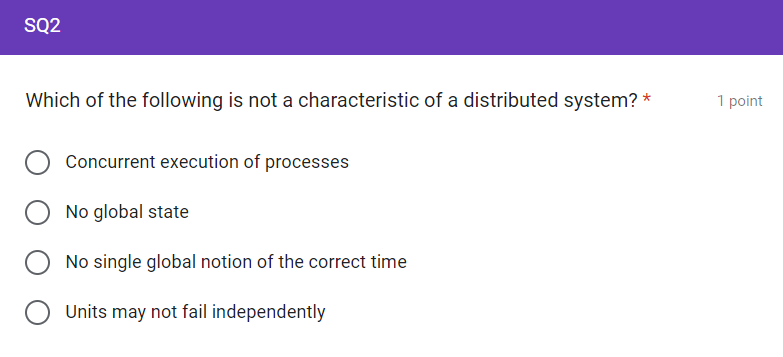 SQ2
Which of the following is not a characteristic of a distributed system? * 1 point
Concurrent execution of processes
No global state
No single global notion of the correct time
Units may not fail independently